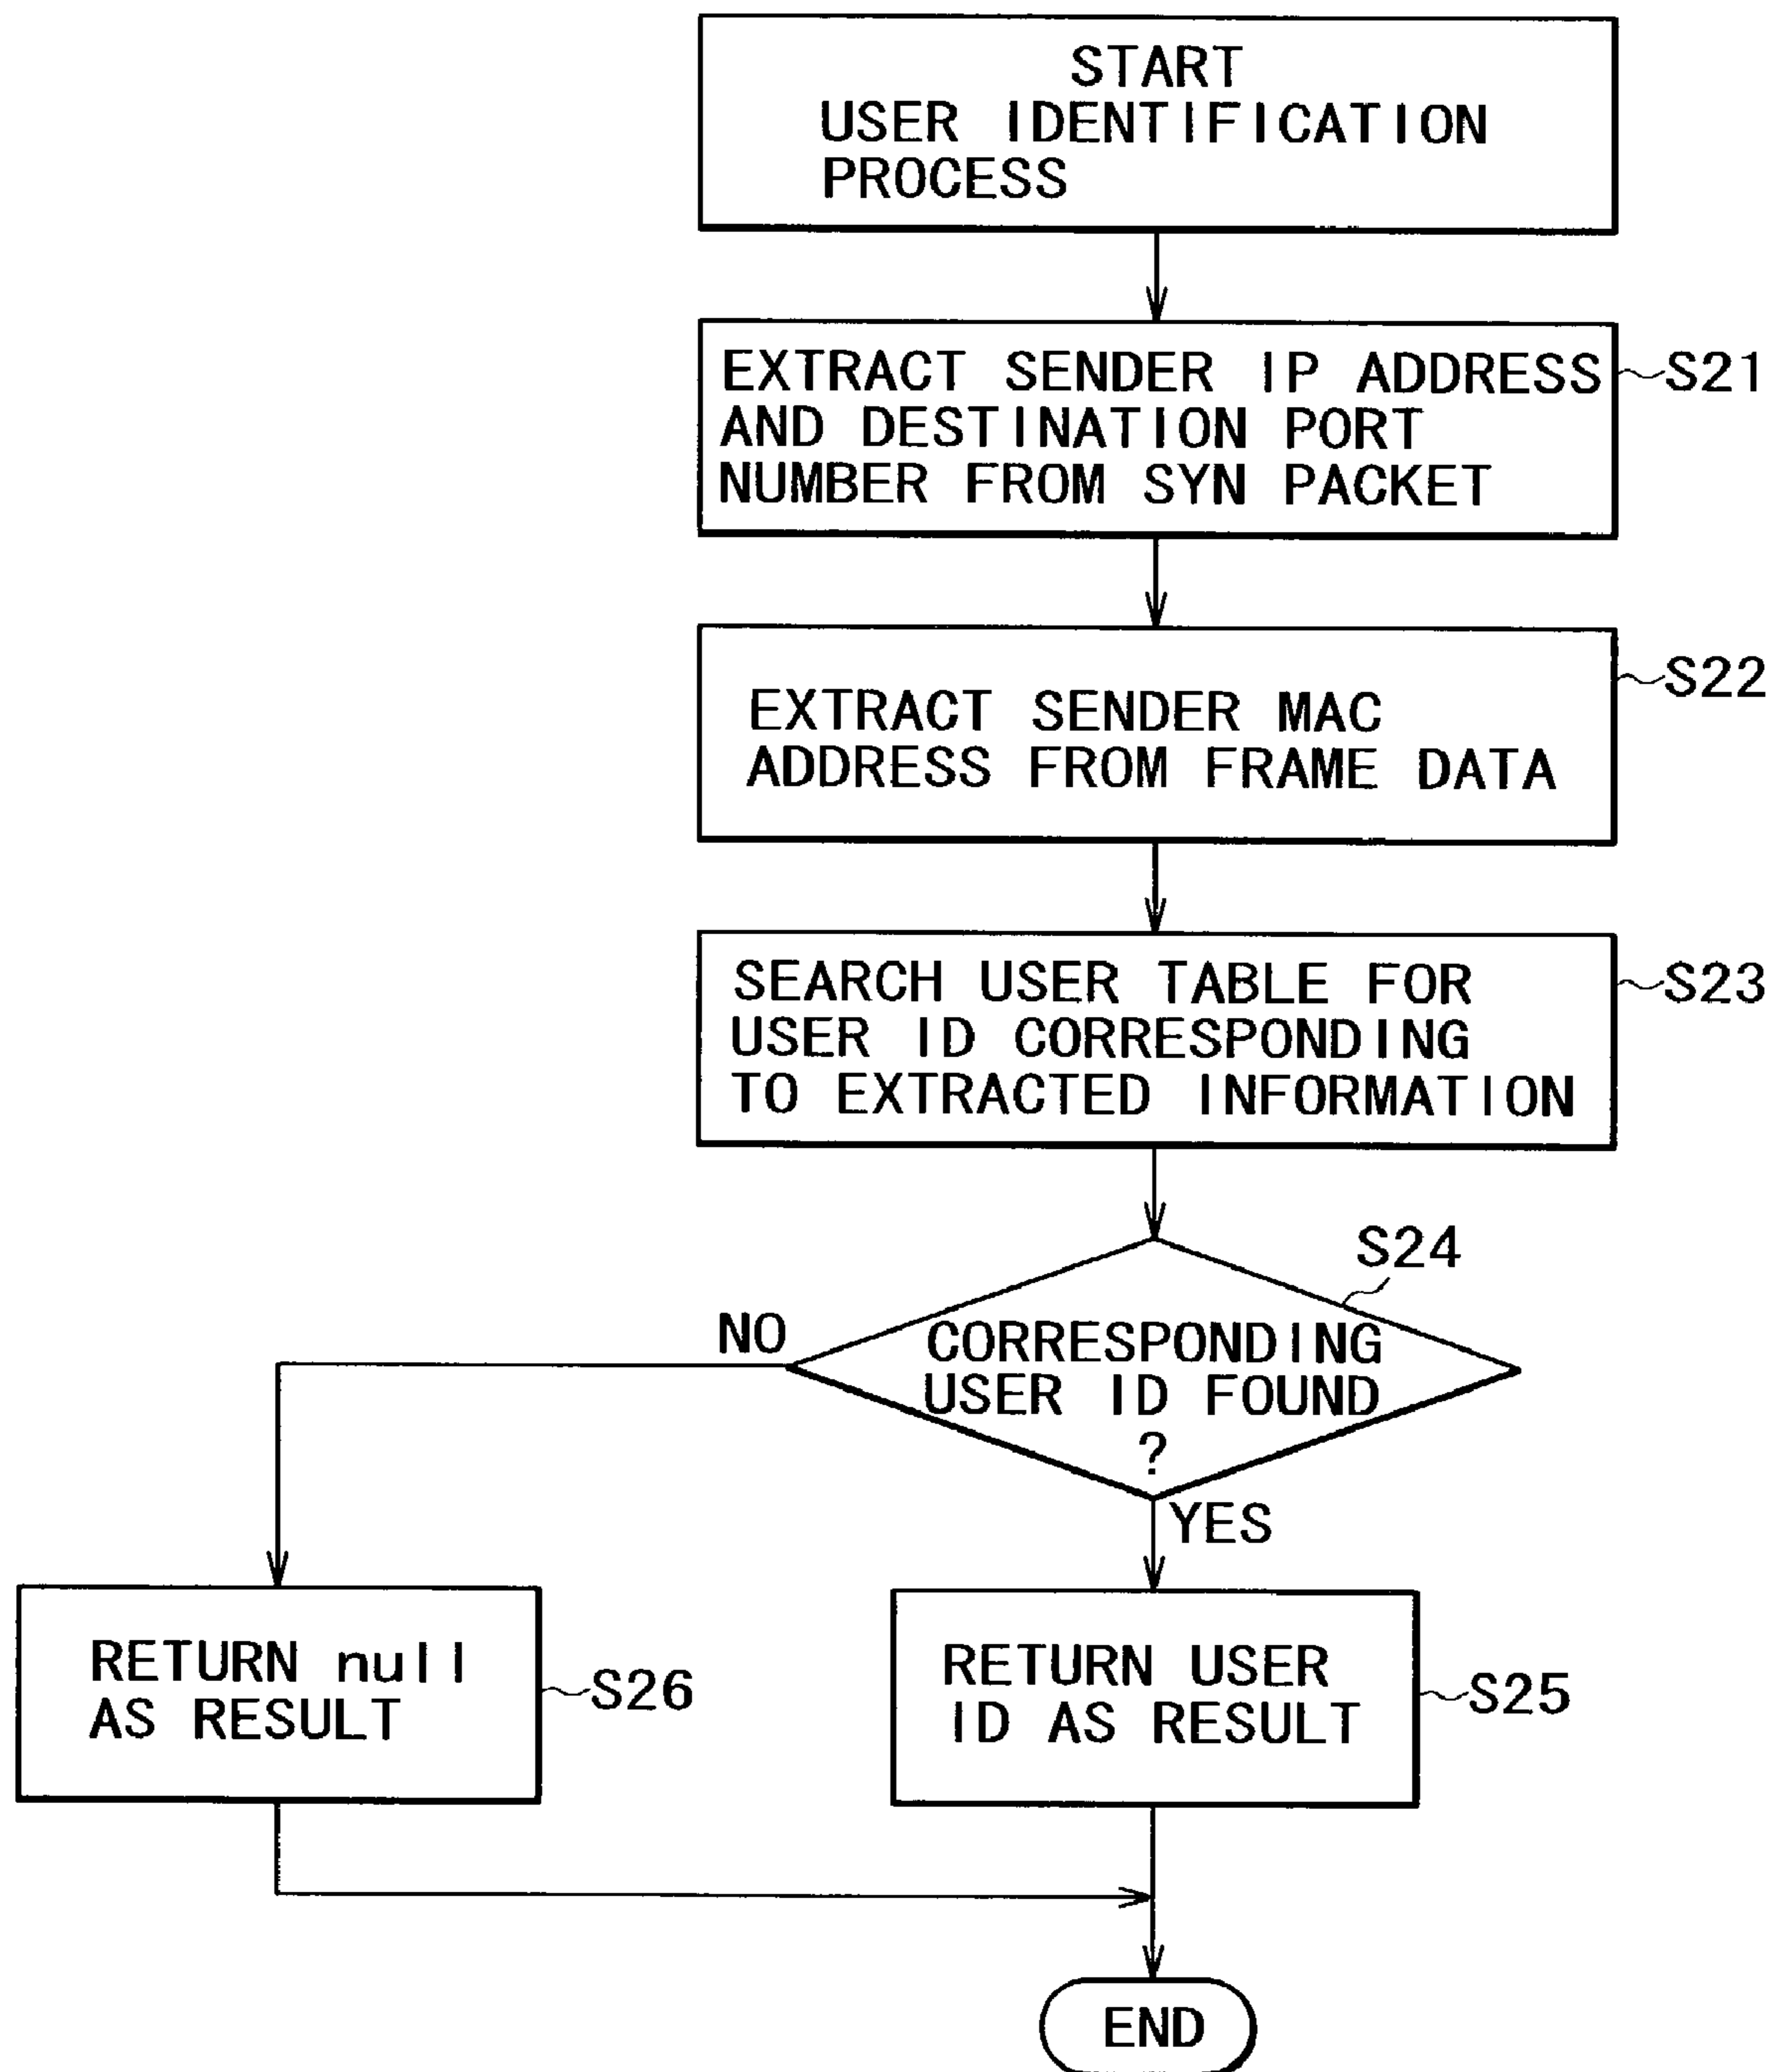 START
USER IDENTIFICATION
PROCESS
EXTRACT SENDER IP ADDRESS
AND DESTINATION PORT
NUMBER FROM SYN PACKET
S21
EXTRACT SENDER MAC
ADDRESS FROM FRAME DATA
S22
SEARCH USER TABLE FOR
USER ID CORRESPONDING
TO EXTRACTED INFORMATION
S23
S24
CORRESPONDING
USER ID FOUND
?
NO
YES
RETURN null
AS RESULT
S26
RETURN USER
ID AS RESULT
S25
END